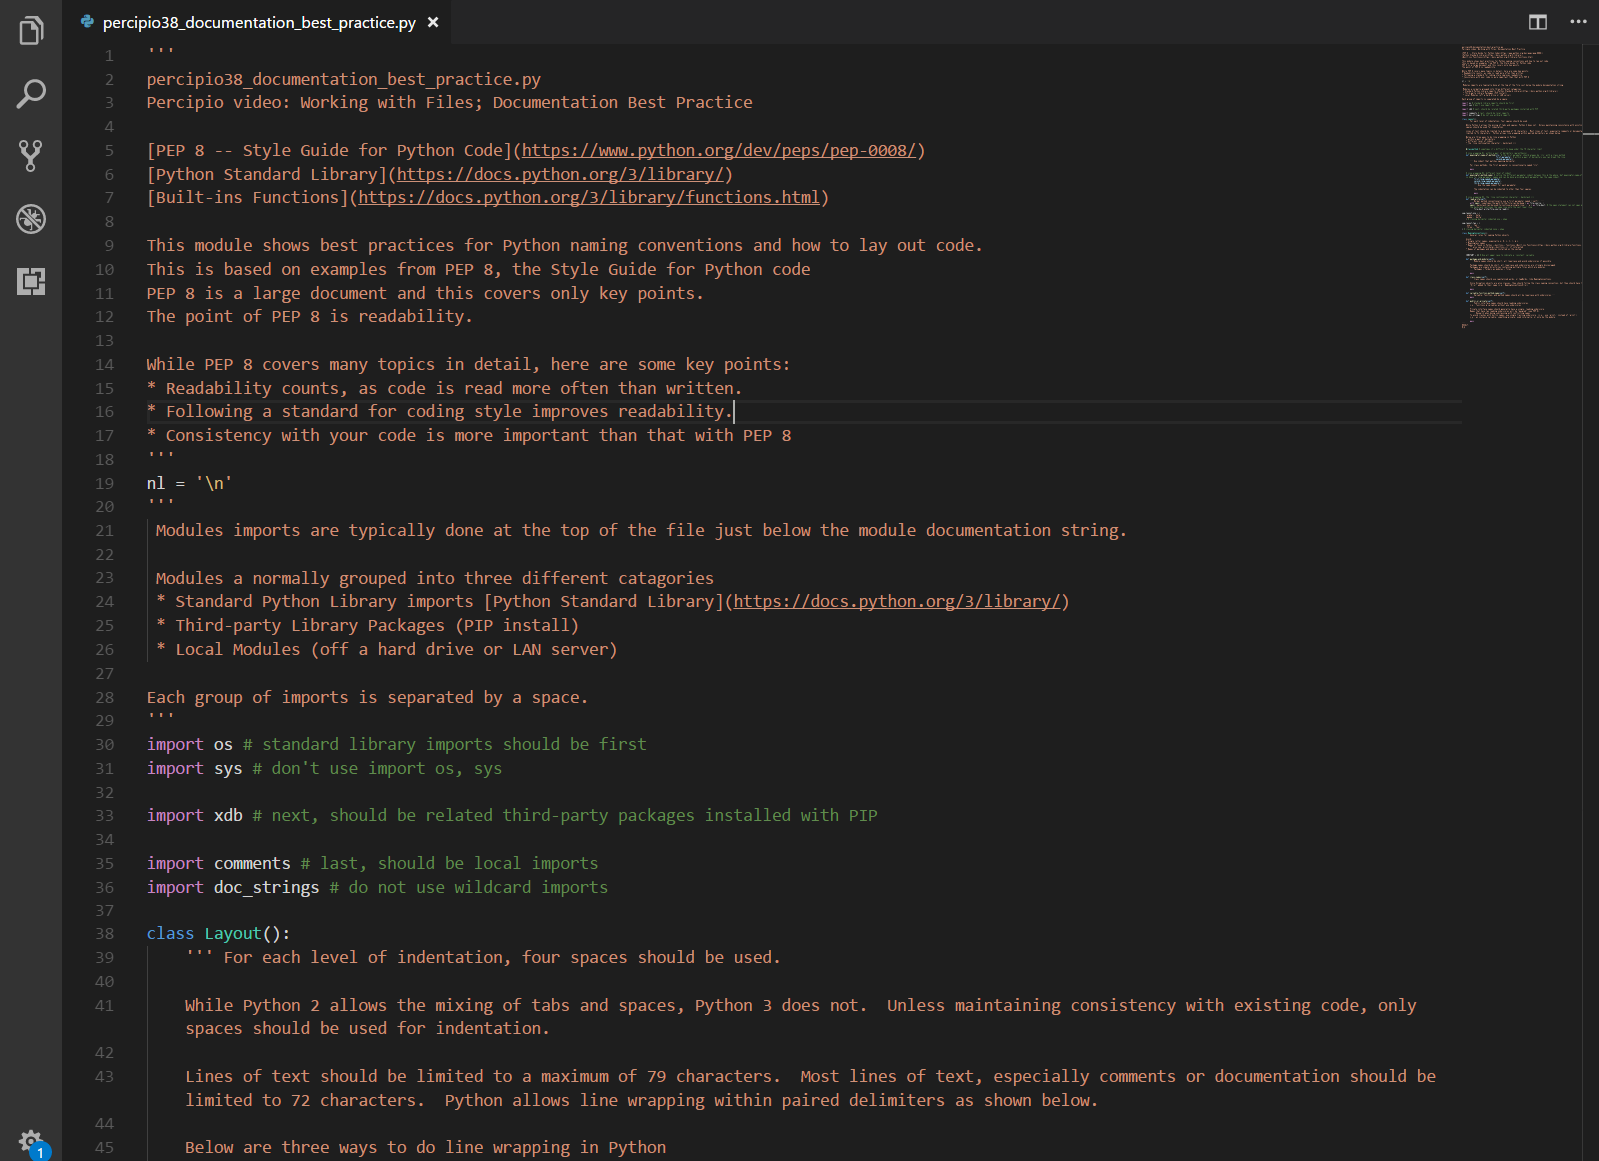 percipio38_documentation_best_practice.py ×
1 '''
2 percipio38_documentation_best_practice.py
3 Percipio video: Working with Files; Documentation Best Practice
4
5 [PEP 8 -- Style Guide for Python Code](https://www.python.org/dev/peps/pep-0008/)
6 [Python Standard Library](https://docs.python.org/3/library/)
7 [Built-ins Functions](https://docs.python.org/3/library/functions.html)
8
9 This module shows best practices for Python naming conventions and how to lay out code.
10 This is based on examples from PEP 8, the Style Guide for Python code
11 PEP 8 is a large document and this covers only key points.
12 The point of PEP 8 is readability.
13
14 While PEP 8 covers many topics in detail, here are some key points:
15 * Readability counts, as code is read more often than written.
16 * Following a standard for coding style improves readability.
17 * Consistency with your code is more important than that with PEP 8
18 '''
19 nl = '\n'
20 '''
21 Modules imports are typically done at the top of the file just below the module documentation string.
22
23 Modules a normally grouped into three different catagories
24 * Standard Python Library imports [Python Standard Library](https://docs.python.org/3/library/)
25 * Third-party Library Packages (PIP install)
26 * Local Modules (off a hard drive or LAN server)
27
28 Each group of imports is separated by a space.
29 '''
30 import os # standard library imports should be first
31 import sys # don't use import os, sys
32
33 import xdb # next, should be related third-party packages installed with PIP
34
35 import comments # last, should be local imports
36 import doc_strings # do not use wildcard imports
37
38 class Layout():
39 ''' For each level of indentation, four spaces should be used.
40
41 While Python 2 allows the mixing of tabs and spaces, Python 3 does not.  Unless maintaining consistency with existing code, only
spaces should be used for indentation.
42
43 Lines of text should be limited to a maximum of 79 characters.  Most lines of text, especially comments or documentation should be
limited to 72 characters.  Python allows line wrapping within paired delimiters as shown below.
44
45 Below are three ways to do line wrapping in Python
1